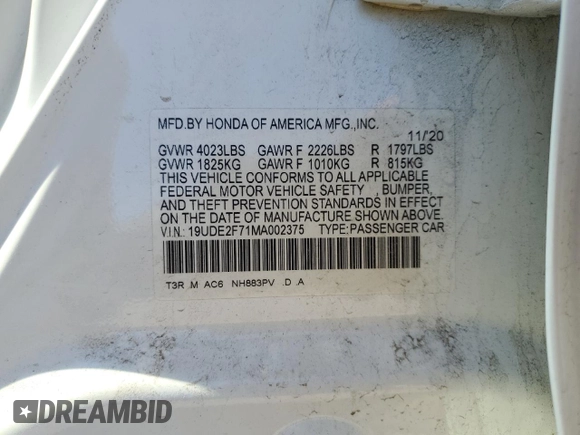 MFD.BY HONDA OF AMERICA MFG.,INC.
11/20
GVWR 4023LBS GAWR F 2226LBS R 1797LBS
GVWR 1825KG GAWR F 1010KG R 815KG
THIS VEHICLE CONFORMS TO ALL APPLICABLE
FEDERAL MOTOR VEHICLE SAFETY , BUMPER,
AND THEFT PREVENTION STANDARDS IN EFFECT
ON THE DATE OF MANUFACTURE SHOWN ABOVE.
V.I.N.: 19UDE2F71MA002375 TYPE:PASSENGER CAR
T3R .M AC6 NH883PV .D .A
DREAMBID